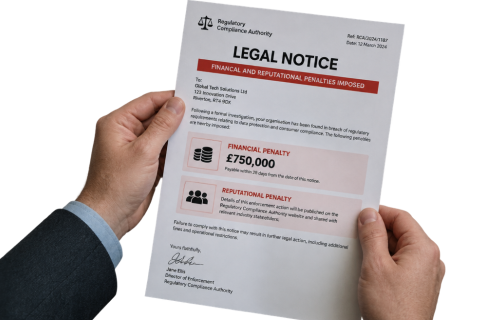 Regulatory
Compliance Authority
Ref: RCA/2024/1187
Date: 12 March 2024
LEGAL NOTICE
FINANCIAL AND REPUTATIONAL PENALTIES IMPOSED
To:
Global Tech Solutions Ltd
123 Innovation Drive
Riverton, RT4 9DX
Following a formal investigation, your organisation has been found in breach of regulatory
requirements relating to data protection and consumer compliance. The following penalties
are hereby imposed.
FINANCIAL PENALTY
£750,000
Payable within 28 days from the date of this notice.
REPUTATIONAL PENALTY
Details of this enforcement action will be published on the
Regulatory Compliance Authority website and shared with
relevant industry stakeholders.
Failure to comply with this notice may result in further legal action, including additional
fines and operational restrictions.
Yours faithfully,
Jane Ellis
Director of Enforcement
Regulatory Compliance Authority